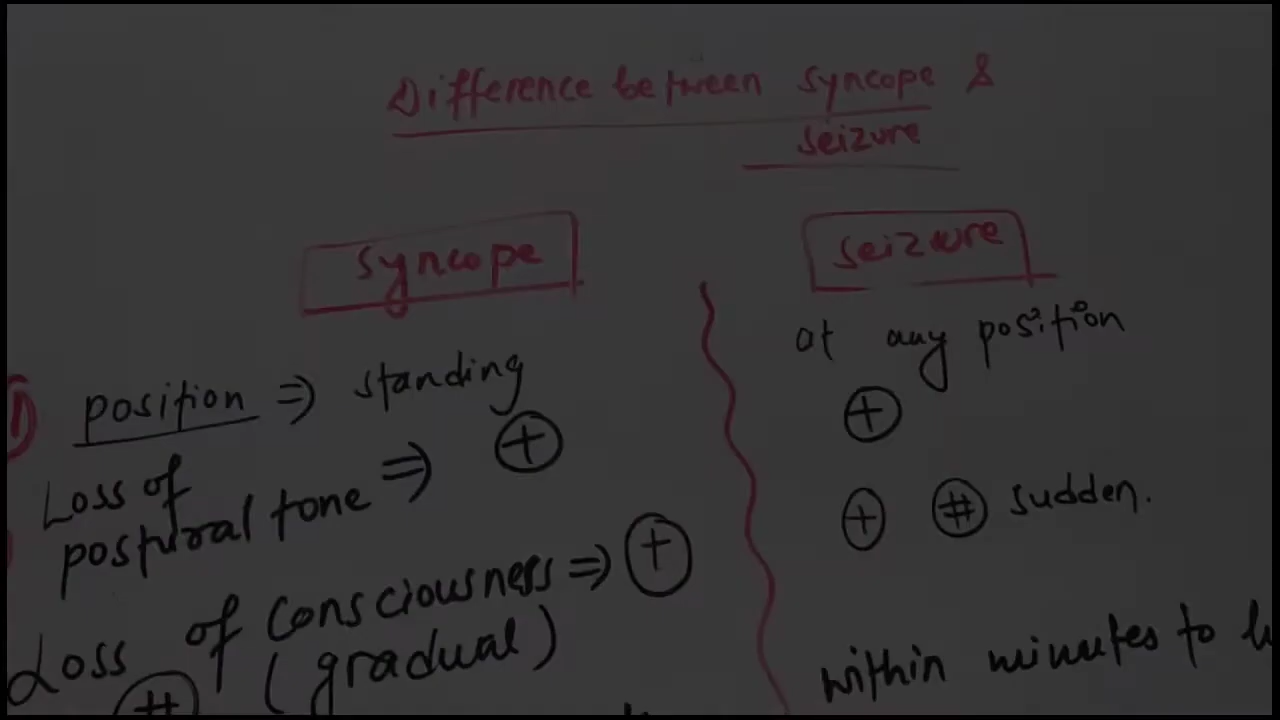 Difference between syncope &
seizure
syncope
seizure
1) position ⇒ standing
at any position
Loss of
postural tone ⇒ (+)
(+)
Loss of consciousness ⇒ (+)
(gradual)
(#)
(+) (#) sudden.
within minutes to